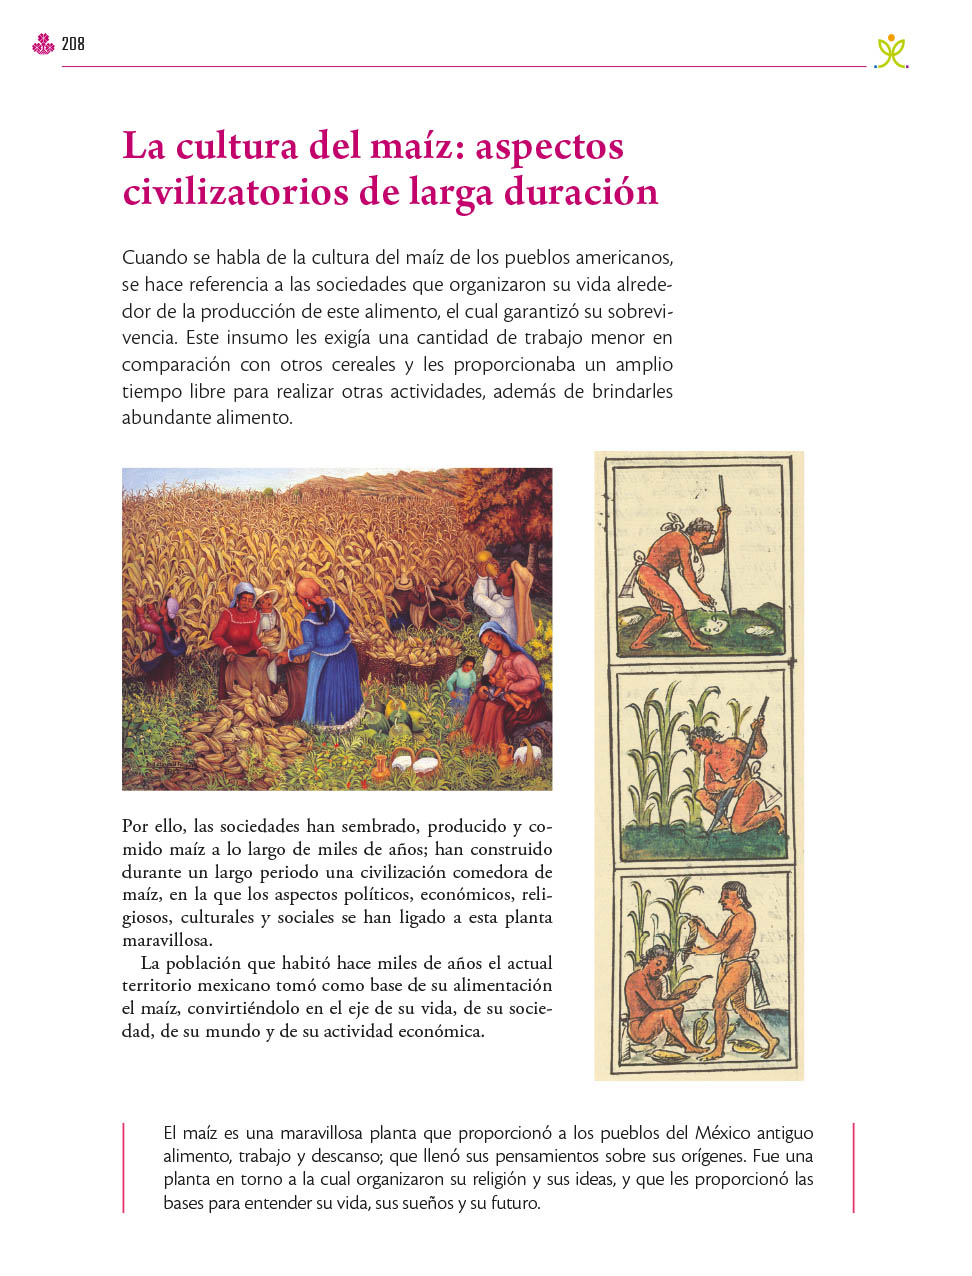 208
La cultura del maíz: aspectos
civilizatorios de larga duración
Cuando se habla de la cultura del maíz de los pueblos americanos,
se hace referencia a las sociedades que organizaron su vida alrede-
dor de la producción de este alimento, el cual garantizó su sobrevi-
vencia. Este insumo les exigía una cantidad de trabajo menor en
comparación con otros cereales y les proporcionaba un amplio
tiempo libre para realizar otras actividades, además de brindarles
abundante alimento.
Por ello, las sociedades han sembrado, producido y co-
mido maíz a lo largo de miles de años; han construido
durante un largo periodo una civilización comedora de
maíz, en la que los aspectos políticos, económicos, reli-
giosos, culturales y sociales se han ligado a esta planta
maravillosa.
La población que habitó hace miles de años el actual
territorio mexicano tomó como base de su alimentación
el maíz, convirtiéndolo en el eje de su vida, de su socie-
dad, de su mundo y de su actividad económica.
El maíz es una maravillosa planta que proporcionó a los pueblos del México antiguo
alimento, trabajo y descanso; que llenó sus pensamientos sobre sus orígenes. Fue una
planta en torno a la cual organizaron su religión y sus ideas, y que les proporcionó las
bases para entender su vida, sus sueños y su futuro.